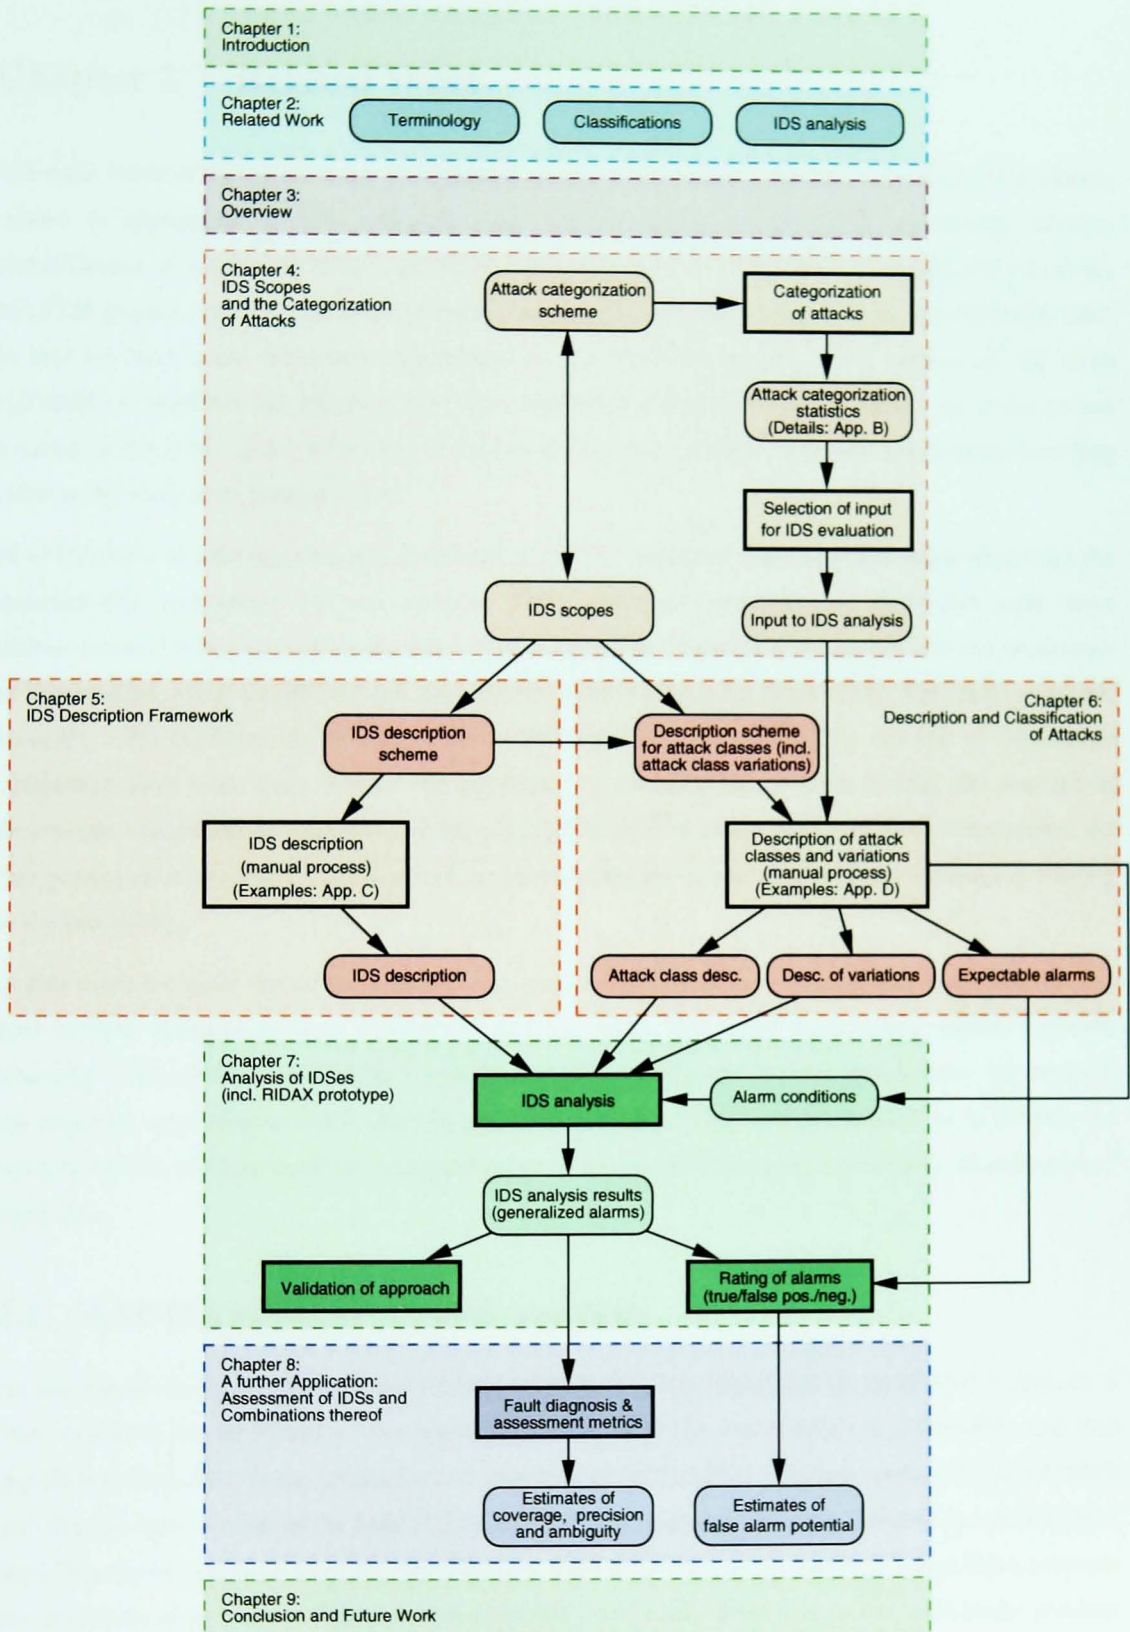 Chapter 1:
Introduction
Chapter 2:
Related Work
Terminology
Classifications
IDS analysis
Chapter 3:
Overview
Chapter 4:
IDS Scopes
and the Categorization
of Attacks
Attack categorization
scheme
Categorization
of attacks
Attack categorization
statistics
(Details: App. B)
Selection of input
for IDS evaluation
IDS scopes
Input to IDS analysis
Chapter 5:
IDS Description Framework
Chapter 6:
Description and Classification
of Attacks
IDS description
scheme
Description scheme
for attack classes (incl.
attack class variations)
IDS description
(manual process)
(Examples: App. C)
Description of attack
classes and variations
(manual process)
(Examples: App. D)
IDS description
Attack class desc.
Desc. of variations
Expectable alarms
Chapter 7:
Analysis of IDSes
(incl. RIDAX prototype)
IDS analysis
Alarm conditions
IDS analysis results
(generalized alarms)
Validation of approach
Rating of alarms
(true/false pos./neg.)
Chapter 8:
A further Application:
Assessment of IDSs and
Combinations thereof
Fault diagnosis &
assessment metrics
Estimates of
coverage, precision
and ambiguity
Estimates of
false alarm potential
Chapter 9:
Conclusion and Future Work